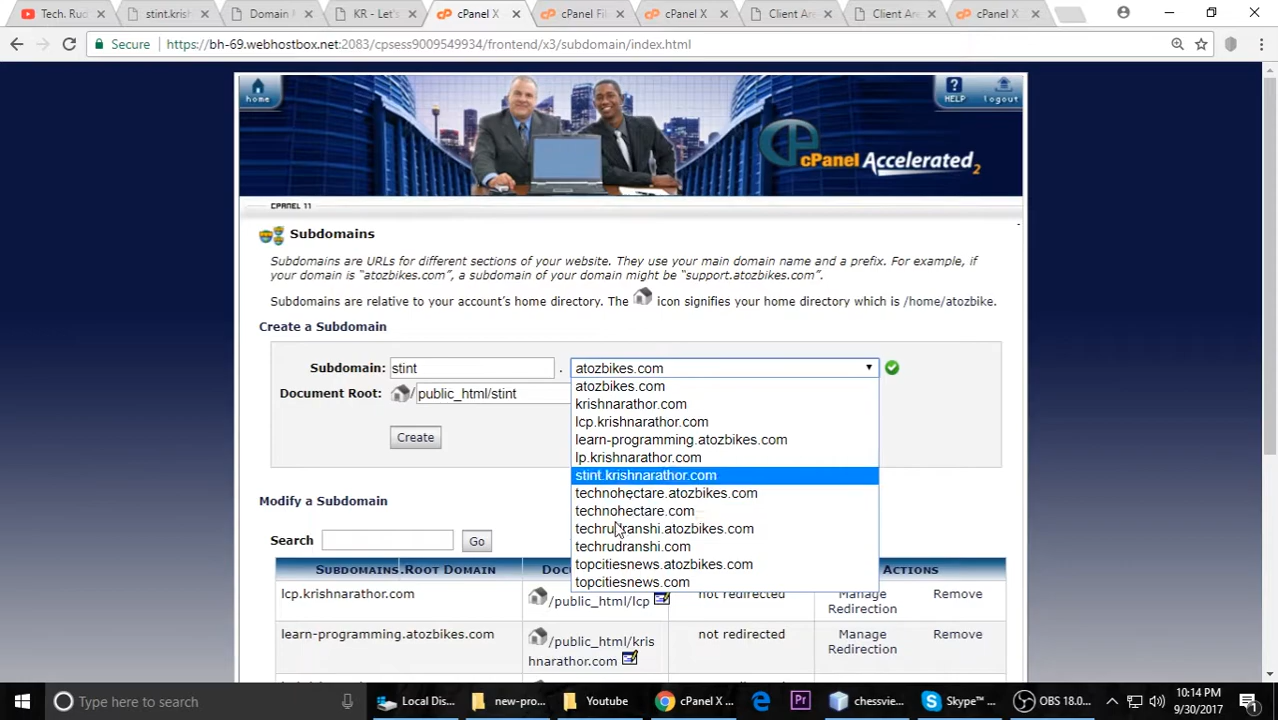 Tech. Ruo
stint.krish
Domain M
KR - Let's
cPanel X
cPanel Fil
cPanel X
Client Are
Client Are
cPanel X
Secure
https://bh-69.webhostbox.net:2083/cpsess9009549934/frontend/x3/subdomain/index.html
home
HELP
logout
cPanel Accelerated 2
CPANEL 11
Subdomains
Subdomains are URLs for different sections of your website. They use your main domain name and a prefix. For example, if
your domain is "atozbikes.com", a subdomain of your domain might be "support.atozbikes.com".
Subdomains are relative to your account's home directory. The icon signifies your home directory which is /home/atozbike.
Create a Subdomain
Subdomain: stint . atozbikes.com
Document Root: / public_html/stint
Create
atozbikes.com
krishnarathor.com
lcp.krishnarathor.com
learn-programming.atozbikes.com
lp.krishnarathor.com
stint.krishnarathor.com
technohectare.atozbikes.com
technohectare.com
techrudranshi.atozbikes.com
techrudranshi.com
topcitiesnews.atozbikes.com
topcitiesnews.com
Modify a Subdomain
Search
Go
SUBDOMAINS.ROOT DOMAIN
ACTIONS
lcp.krishnarathor.com
/public_html/lcp
not redirected
Manage
Redirection
Remove
learn-programming.atozbikes.com
/public_html/kris
hnarathor.com
not redirected
Manage
Redirection
Remove
Type here to search
Local Dis...
new-pro...
Youtube
cPanel X ...
chessvie...
Skype™ ...
OBS 18.0...
10:14 PM
9/30/2017